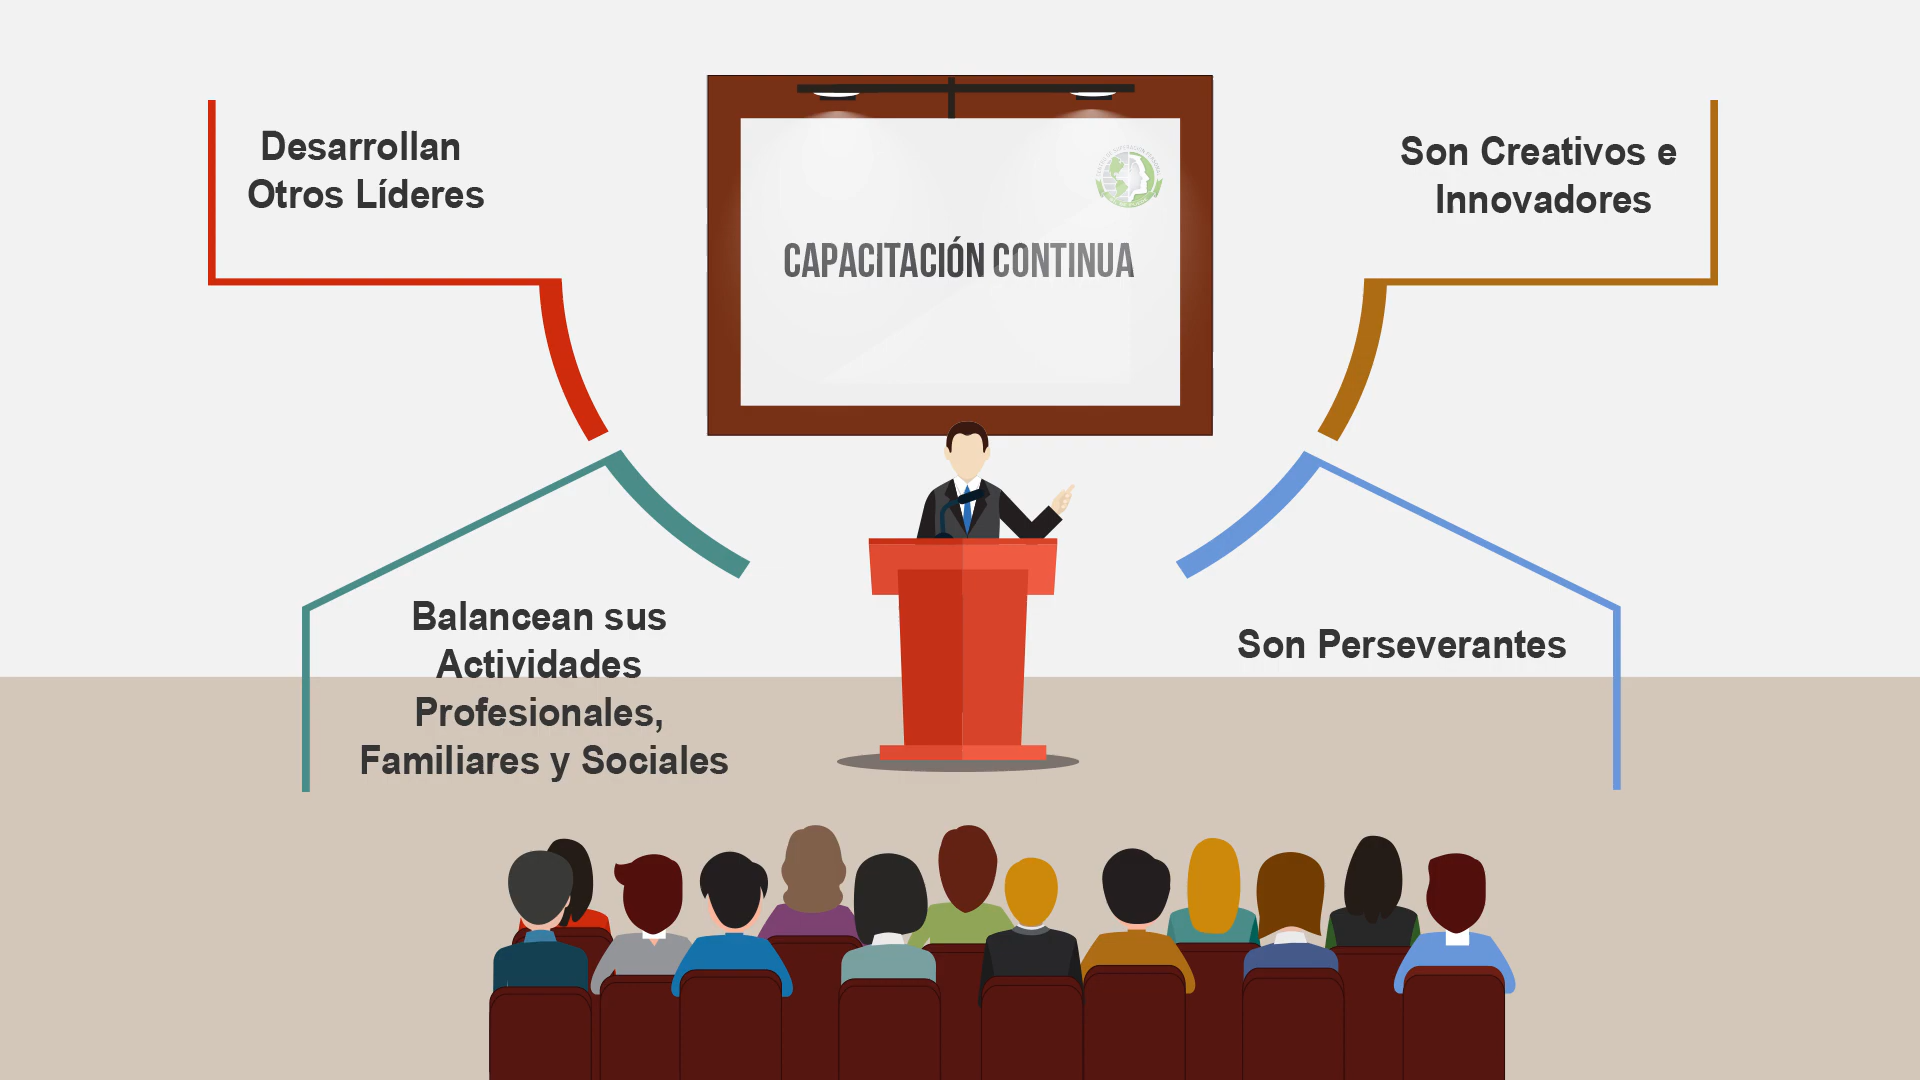 Desarrollan
Otros Líderes
CAPACITACIÓN CONTINUA
Son Creativos e
Innovadores
Balancean sus
Actividades
Profesionales,
Familiares y Sociales
Son Perseverantes